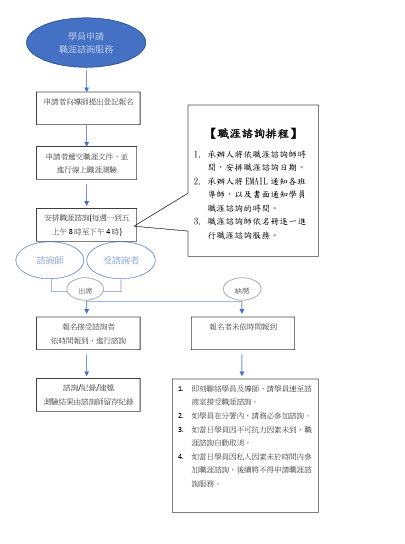 學員申請
職涯諮詢服務
申請者向導師提出登記報名
申請者繳交職涯文件，並
進行線上職涯測驗
安排職涯諮詢(每週一到五
上午 8 時至下午 4 時)
【職涯諮詢排程】
1. 承辦人將依職涯諮詢師時
間，安排職涯諮詢日期。
2. 承辦人將 EMAIL 通知各班
導師，以及書面通知學員
職涯諮詢的時間。
3. 職涯諮詢師依名冊逐一進
行職涯諮詢服務。
諮詢師
受諮詢者
出席
缺席
報名接受諮詢者
依時間報到，進行諮詢
報名者未依時間報到
諮詢/紀錄/建檔
測驗結果由諮詢師留存紀錄
1. 即刻聯絡學員及導師，請學員速至諮
商室接受職涯諮詢。
2. 如學員在分署內，請務必參加諮詢。
3. 如當日學員因不可抗力因素未到，職
涯諮詢自動取消。
4. 如當日學員因私人因素未於時間內參
加職涯諮詢，後續將不得申請職涯諮
詢服務。